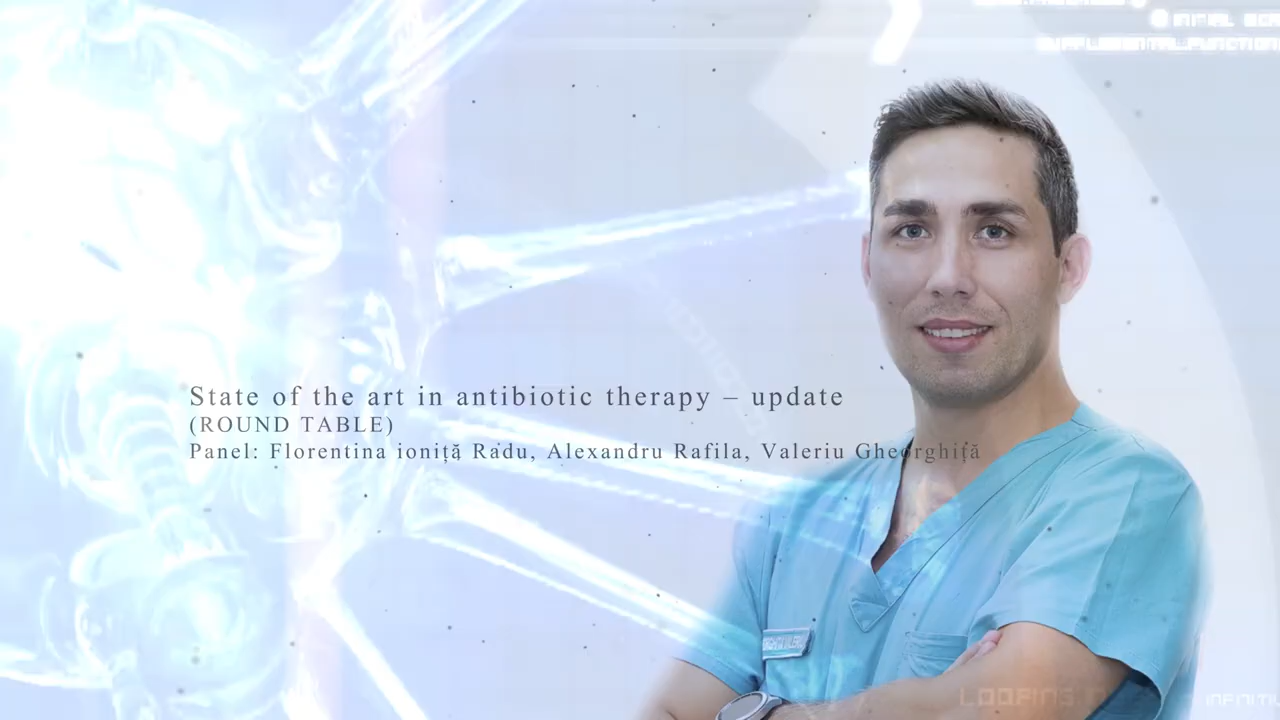 State of the art in antibiotic therapy – update
(ROUND TABLE)
Panel: Florentina ioniță Radu, Alexandru Rafila, Valeriu Gheorghiță